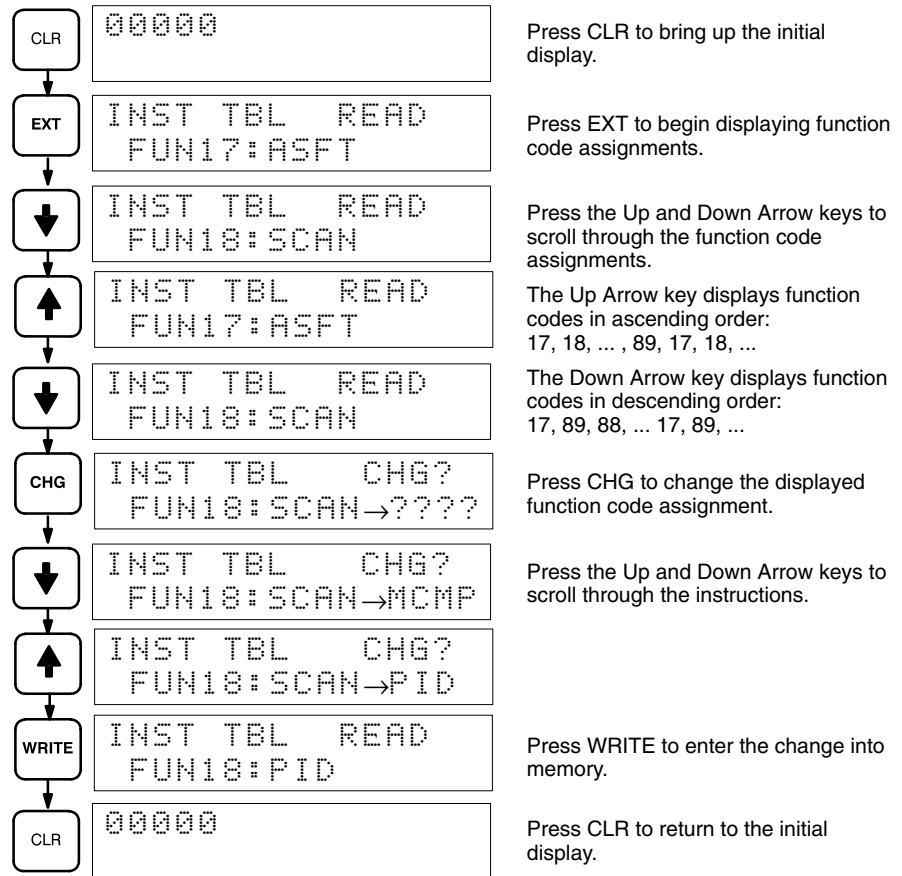 CLR
00000
Press CLR to bring up the initial
display.
EXT
INST TBL READ
FUN17:ASFT
Press EXT to begin displaying function
code assignments.
INST TBL READ
FUN18:SCAN
Press the Up and Down Arrow keys to
scroll through the function code
assignments.
INST TBL READ
FUN17:ASFT
The Up Arrow key displays function
codes in ascending order:
17, 18, ... , 89, 17, 18, ...
INST TBL READ
FUN18:SCAN
The Down Arrow key displays function
codes in descending order:
17, 89, 88, ... 17, 89, ...
CHG
INST TBL CHG?
FUN18:SCAN→????
Press CHG to change the displayed
function code assignment.
INST TBL CHG?
FUN18:SCAN→MCMP
Press the Up and Down Arrow keys to
scroll through the instructions.
INST TBL CHG?
FUN18:SCAN→PID
WRITE
INST TBL READ
FUN18:PID
Press WRITE to enter the change into
memory.
CLR
00000
Press CLR to return to the initial
display.